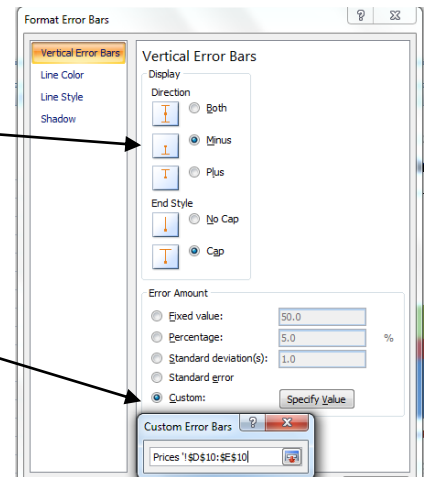 Format Error Bars
Vertical Error Bars
Line Color
Line Style
Shadow
Vertical Error Bars
Display
Direction
Both
Minus
Plus
End Style
No Cap
Cap
Error Amount
Fixed value: 50.0
Percentage: 5.0 %
Standard deviation(s): 1.0
Standard error
Custom: Specify Value
Custom Error Bars
Prices '!$D$10:$E$10